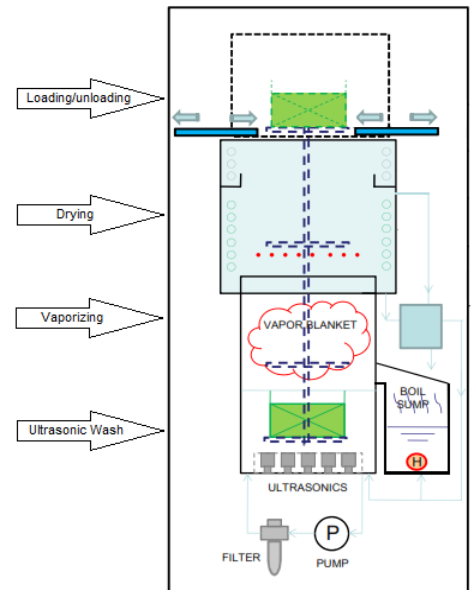 Loading/unloading
Drying
Vaporizing
VAPOR BLANKET
BOIL
SUMP
Ultrasonic Wash
H
ULTRASONICS
P
FILTER
PUMP